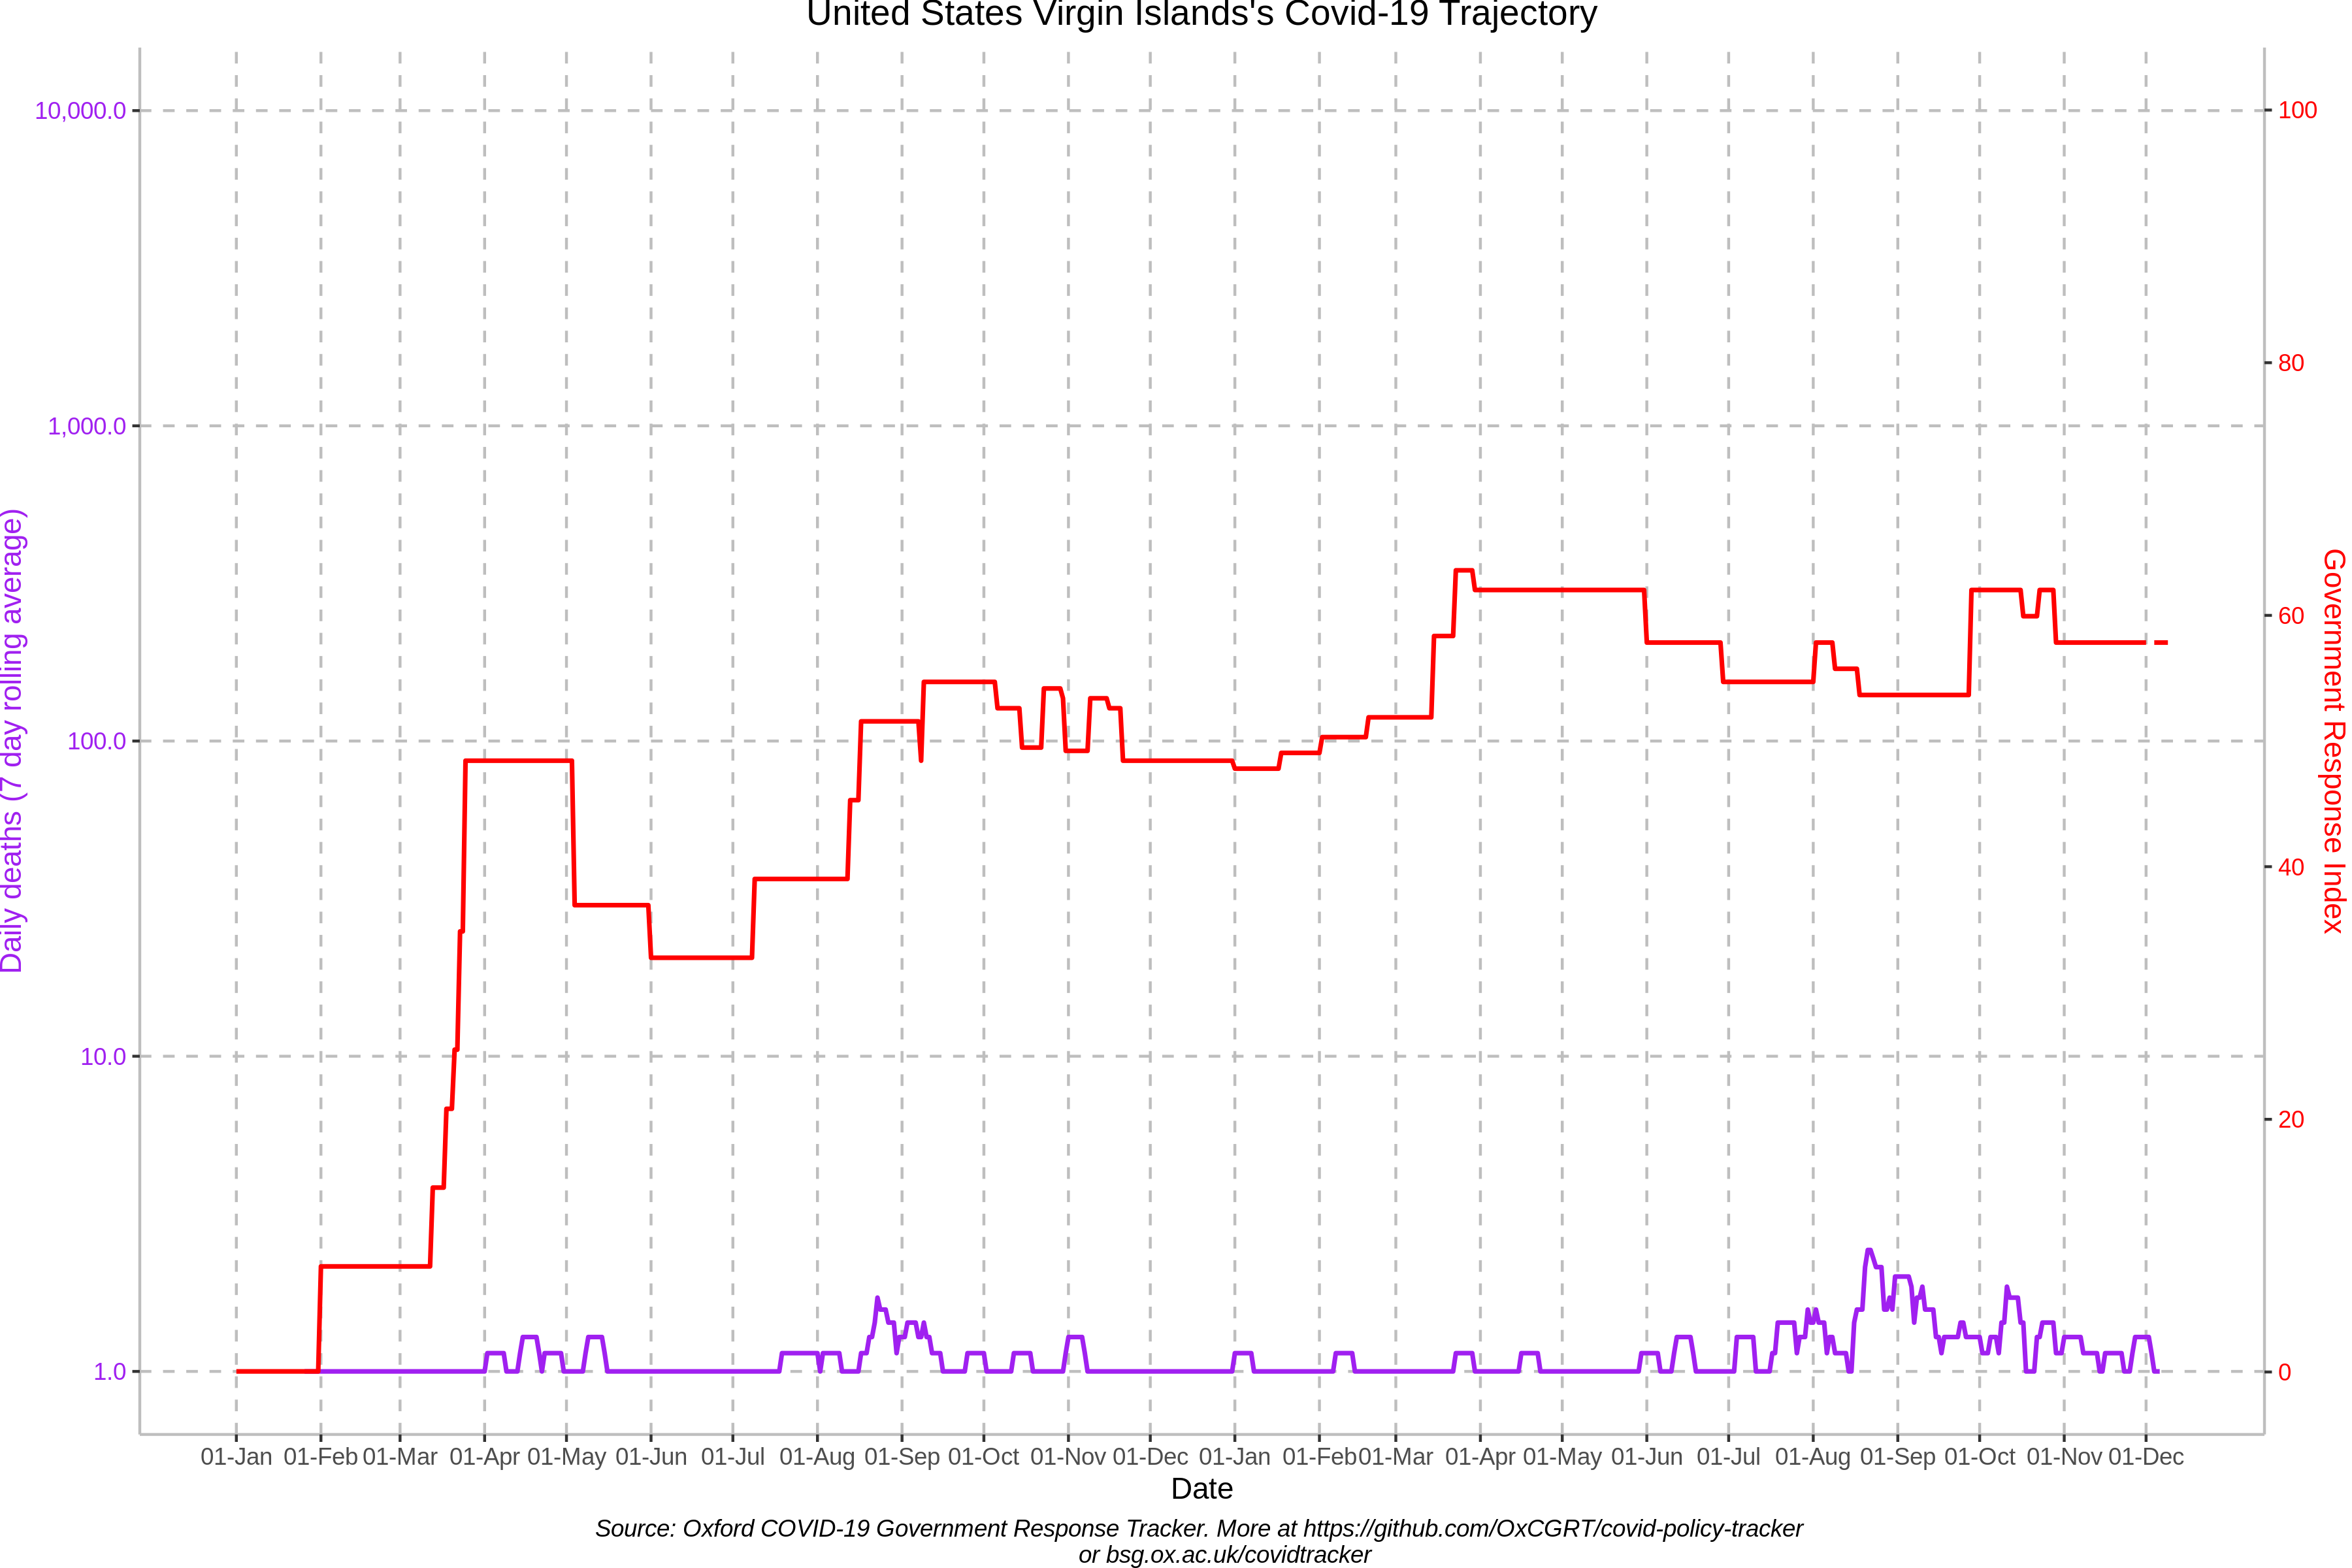 United States Virgin Islands's Covid-19 Trajectory
10,000.0
1,000.0
100.0
10.0
1.0
Daily deaths (7 day rolling average)
100
80
60
40
20
0
Government Response Index
01-Jan 01-Feb 01-Mar 01-Apr 01-May 01-Jun 01-Jul 01-Aug 01-Sep 01-Oct 01-Nov 01-Dec 01-Jan 01-Feb 01-Mar 01-Apr 01-May 01-Jun 01-Jul 01-Aug 01-Sep 01-Oct 01-Nov 01-Dec
Date
Source: Oxford COVID-19 Government Response Tracker. More at https://github.com/OxCGRT/covid-policy-tracker
or bsg.ox.ac.uk/covidtracker